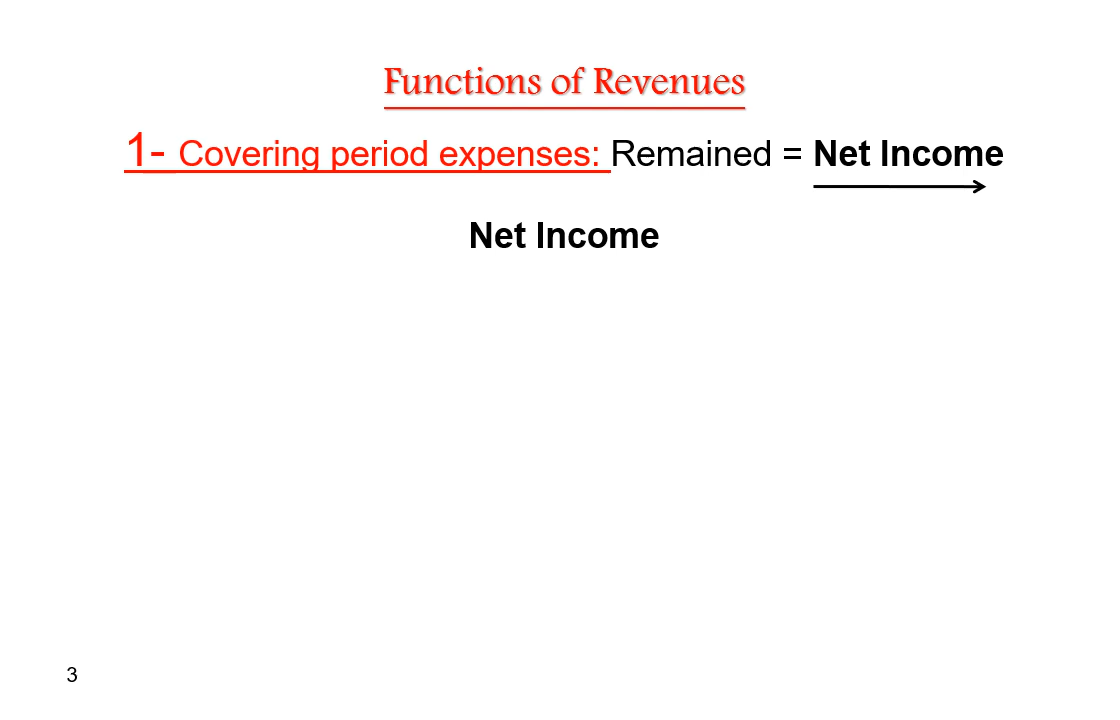 Functions of Revenues
1- Covering period expenses: Remained = Net Income
Net Income
3